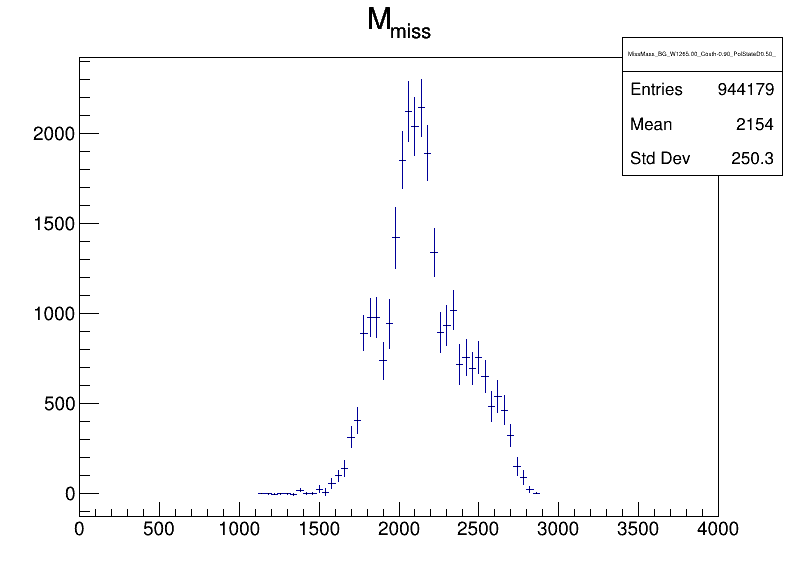 M_miss
MissMass_BG_W1265.00_Costh-0.90_PolStateD0.50_
Entries 944179
Mean 2154
Std Dev 250.3
2000
1500
1000
500
0
0 500 1000 1500 2000 2500 3000 3500 4000